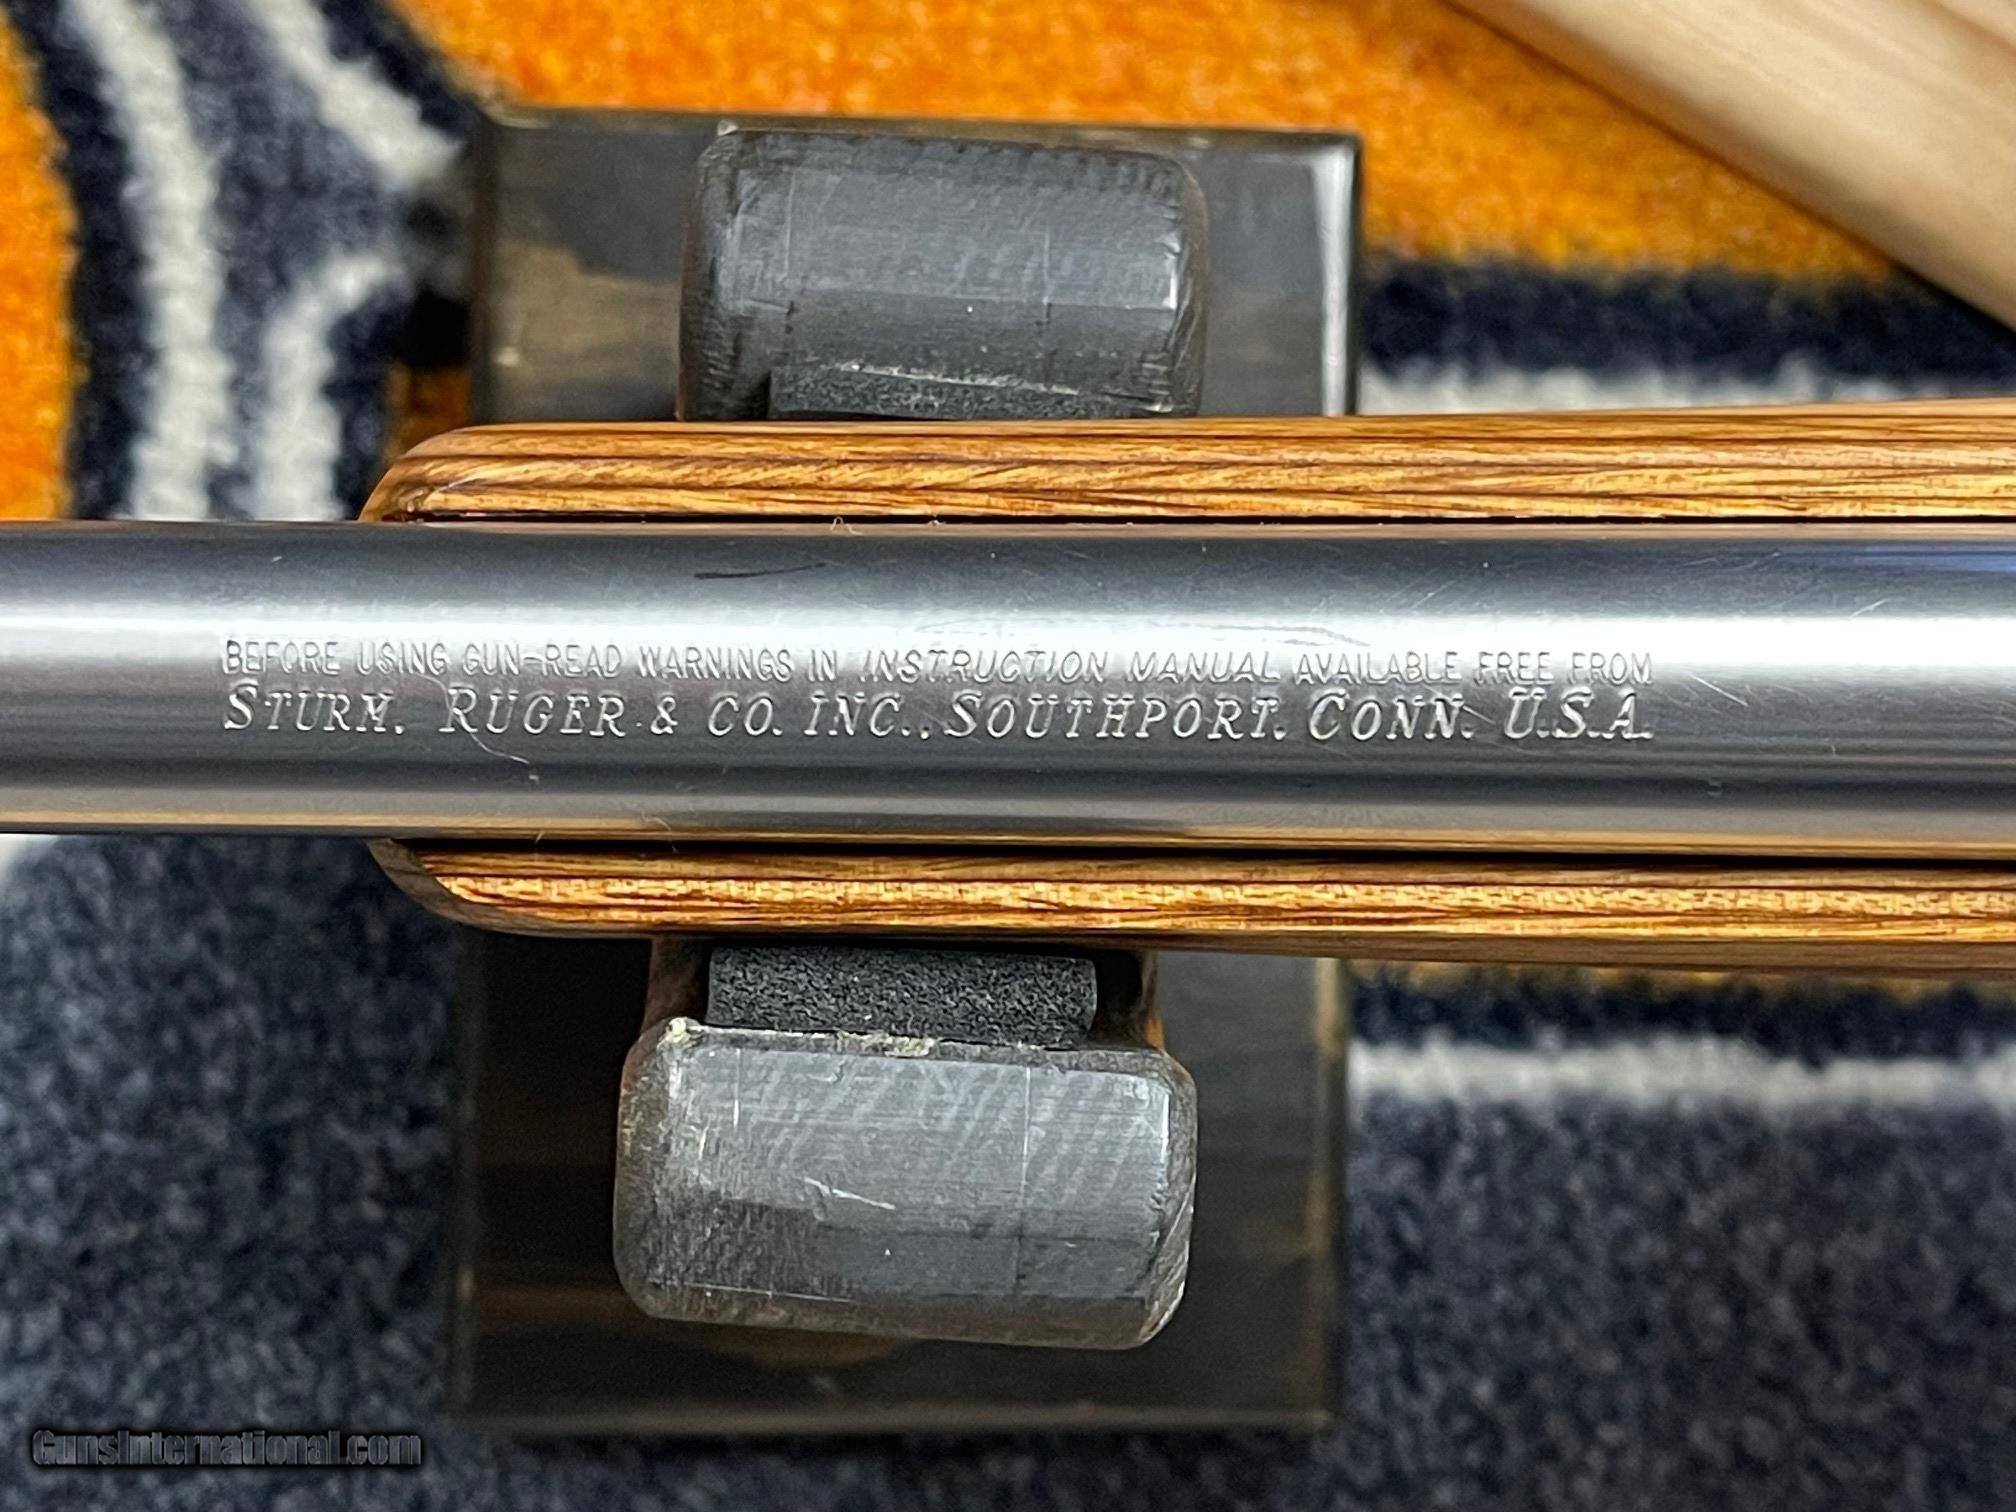 BEFORE USING GUN-READ WARNINGS IN INSTRUCTION MANUAL AVAILABLE FREE FROM
STURM, RUGER & CO. INC., SOUTHPORT, CONN. U.S.A.
GunsInternational.com